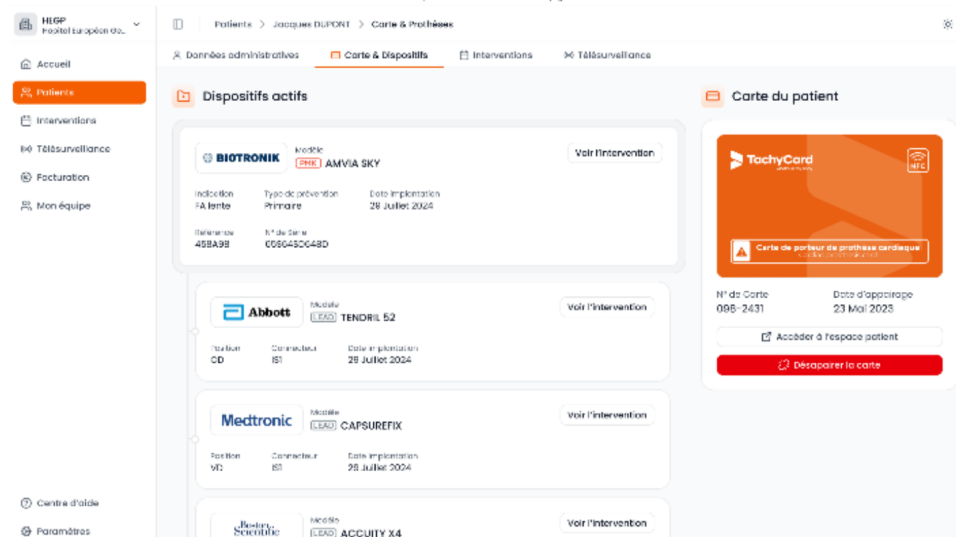 HEGP
Hôpital Européen Ge...
Patients > Jacques DUPONT > Carte & Prothèses
Accueil
Patients
Interventions
Télésurveillance
Facturation
Mon équipe
Centre d'aide
Paramètres
Données administratives
Carte & Dispositifs
Interventions
Télésurveillance
Dispositifs actifs
BIOTRONIK
Modèle
PMK AMVIA SKY
Voir l'intervention
Indication Type de prévention Date implantation
FA lente Primaire 29 Juillet 2024
Référence N° de Série
Abbott
Modèle
LEAD TENDRIL 52
Voir l'intervention
Position Connecteur Date implantation
OD IS1 29 Juillet 2024
Medtronic
Modèle
LEAD CAPSUREFIX
Voir l'intervention
Position Connecteur Date implantation
VD IS1 29 Juillet 2024
Boston
Scientific
Modèle
LEAD ACCUITY X4
Voir l'intervention
Carte du patient
TachyCard
NFC
Carte de porteur de prothèse cardiaque
N° de Carte Date d'appairage
098-2431 23 Mai 2023
Accéder à l'espace patient
Désapairer la carte